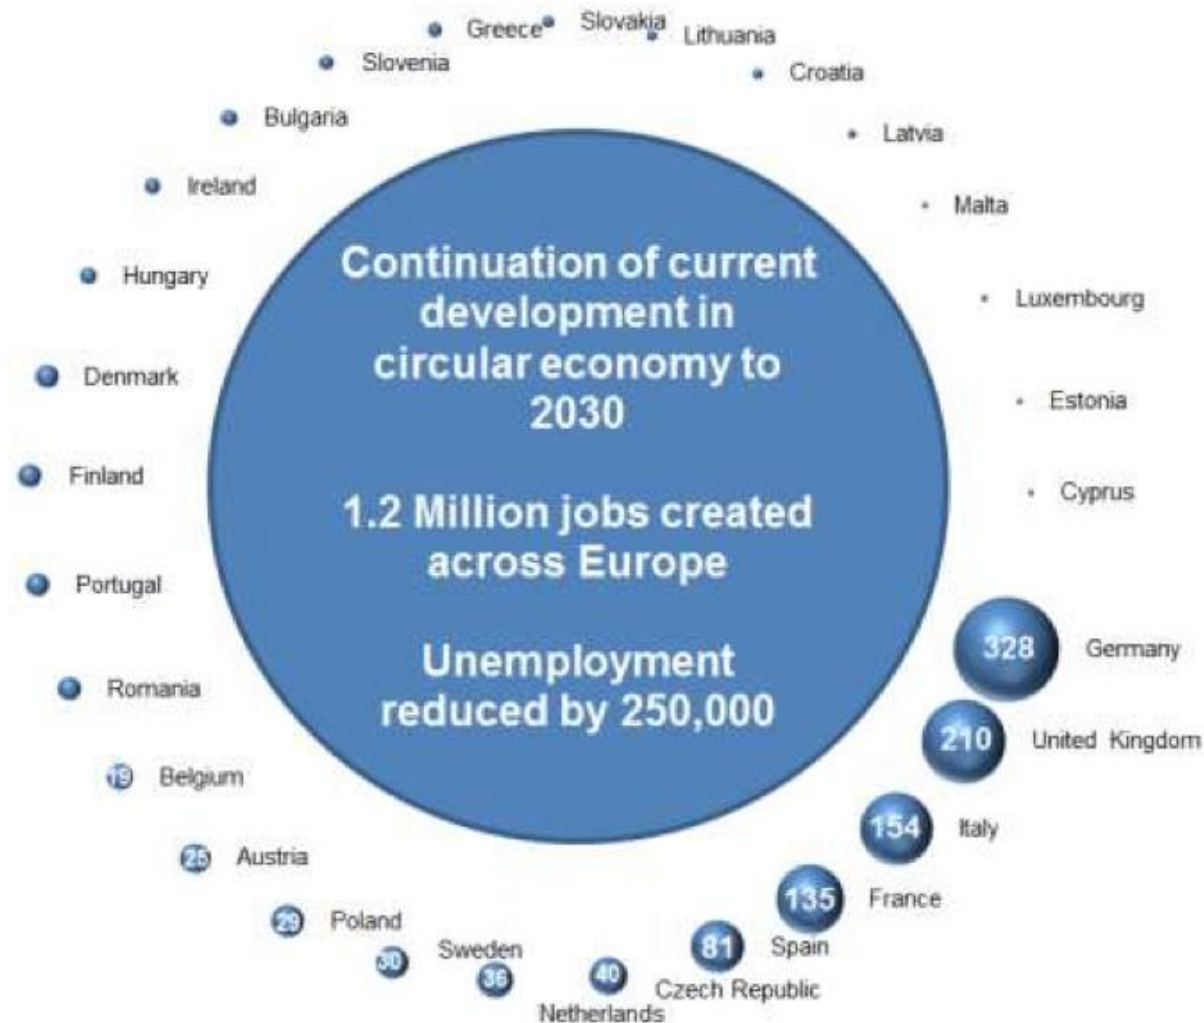 Greece
Slovakia
Lithuania
Slovenia
Croatia
Bulgaria
Latvia
Ireland
Malta
Hungary
Luxembourg
Denmark
Estonia
Finland
Cyprus
Portugal
Romania
Continuation of current
development in
circular economy to
2030
1.2 Million jobs created
across Europe
Unemployment
reduced by 250,000
328 Germany
210 United Kingdom
154 Italy
135 France
81 Spain
40 Czech Republic
36 Netherlands
30 Sweden
29 Poland
25 Austria
19 Belgium